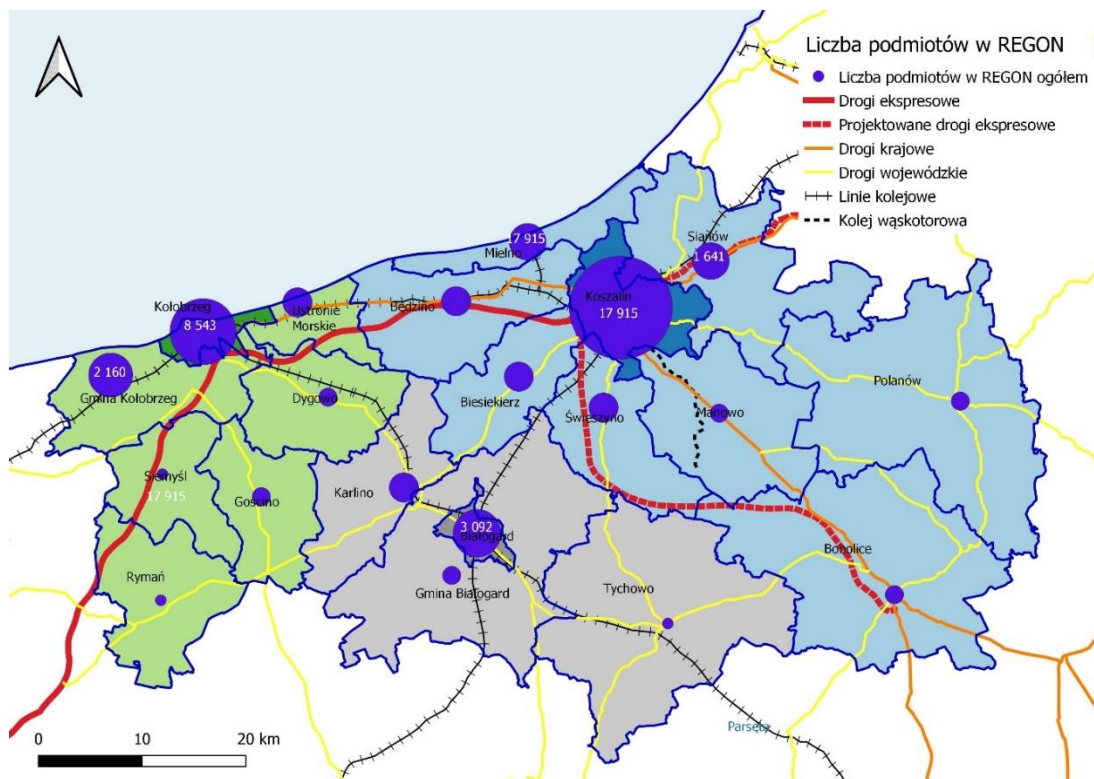 Liczba podmiotów w REGON
Liczba podmiotów w REGON ogółem
Drogi ekspresowe
Projektowane drogi ekspresowe
Drogi krajowe
Drogi wojewódzkie
Linie kolejowe
Kolej wąskotorowa
Sianów
1 641
17 915
Mielno
Koszalin
17 915
Kołobrzeg
8 543
Ustronie
Morskie
Będzino
2 160
Gmina Kołobrzeg
Dygowo
Biesiekierz
Świeszyno
Manowo
Polanów
Siemyśl
17 915
Gościno
Karlino
3 092
Białogard
Gmina Białogard
Rymań
Tychowo
Bobolice
Parsęta
0 10 20 km